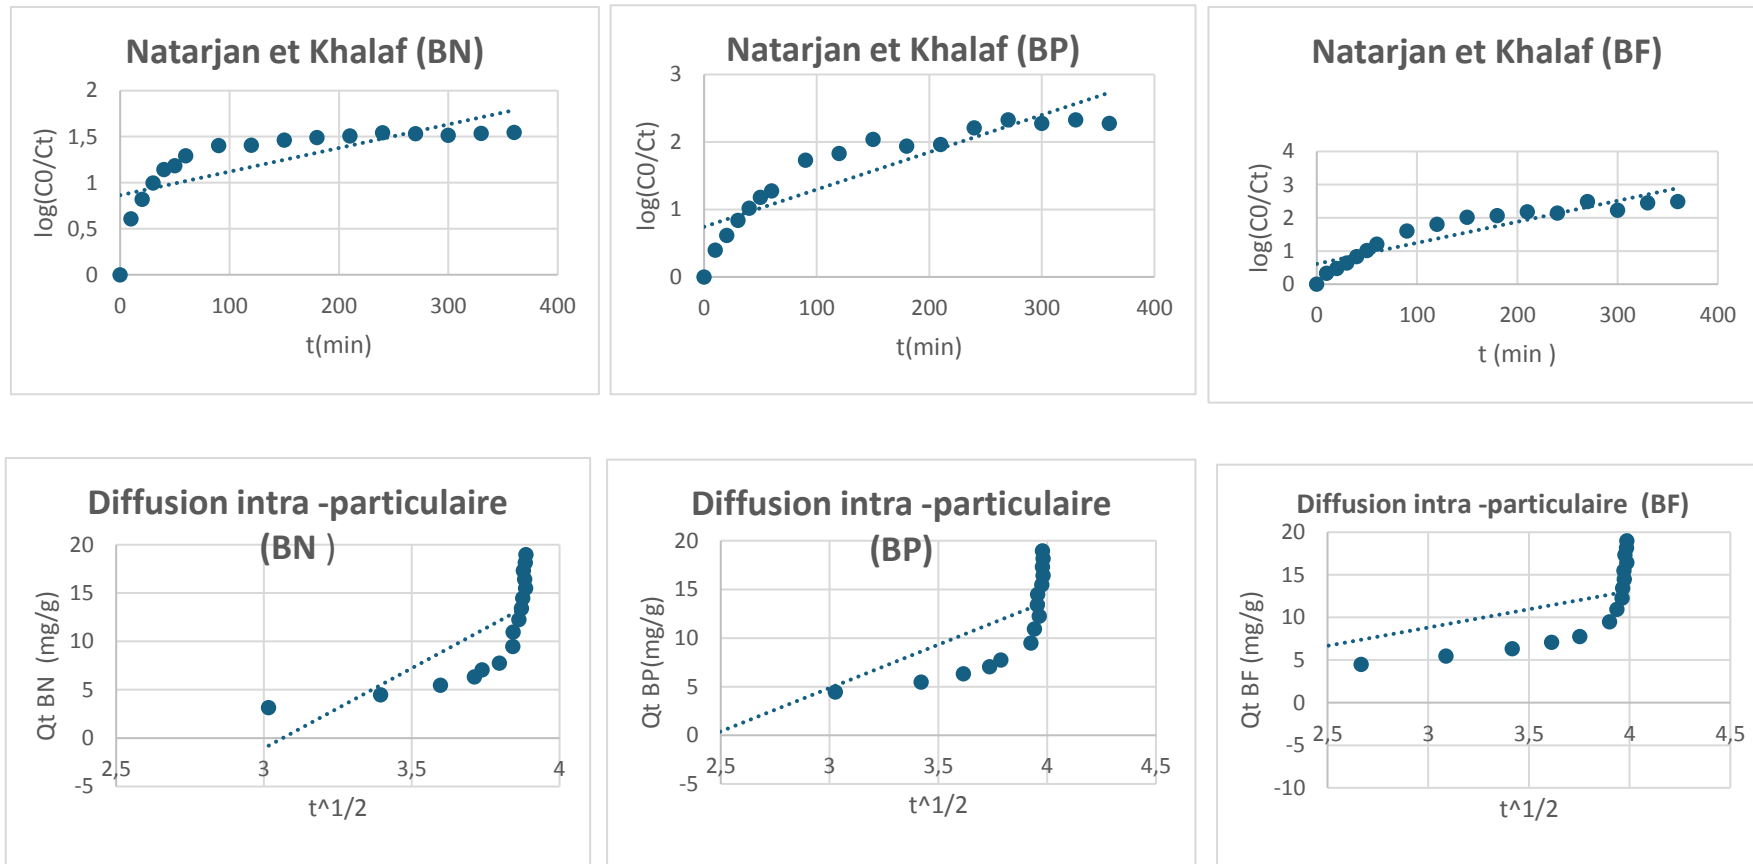 Natarjan et Khalaf (BN)
2
1,5
1
0,5
0
0 100 200 300 400
log(C0/Ct)
t(min)
Natarjan et Khalaf (BP)
3
2
1
0
0 100 200 300 400
log(C0/Ct)
t(min)
Natarjan et Khalaf (BF)
4
3
2
1
0
0 100 200 300 400
log(C0/Ct)
t (min )
Diffusion intra -particulaire
(BN )
20
15
10
5
0
-5
2,5 3 3,5 4
Qt BN (mg/g)
t^1/2
Diffusion intra -particulaire
(BP)
20
15
10
5
0
-5
2,5 3 3,5 4 4,5
Qt BP(mg/g)
t^1/2
Diffusion intra -particulaire (BF)
20
15
10
5
0
-5
-10
2,5 3 3,5 4 4,5
Qt BF (mg/g)
t^1/2